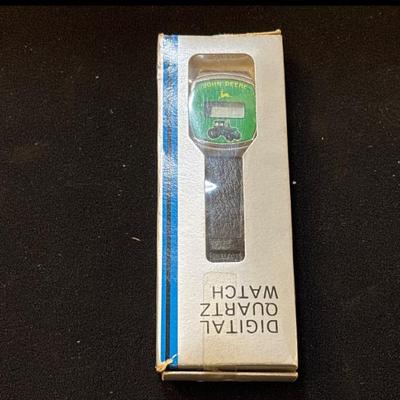 JOHN DEERE
DIGITAL
QUARTZ
WATCH